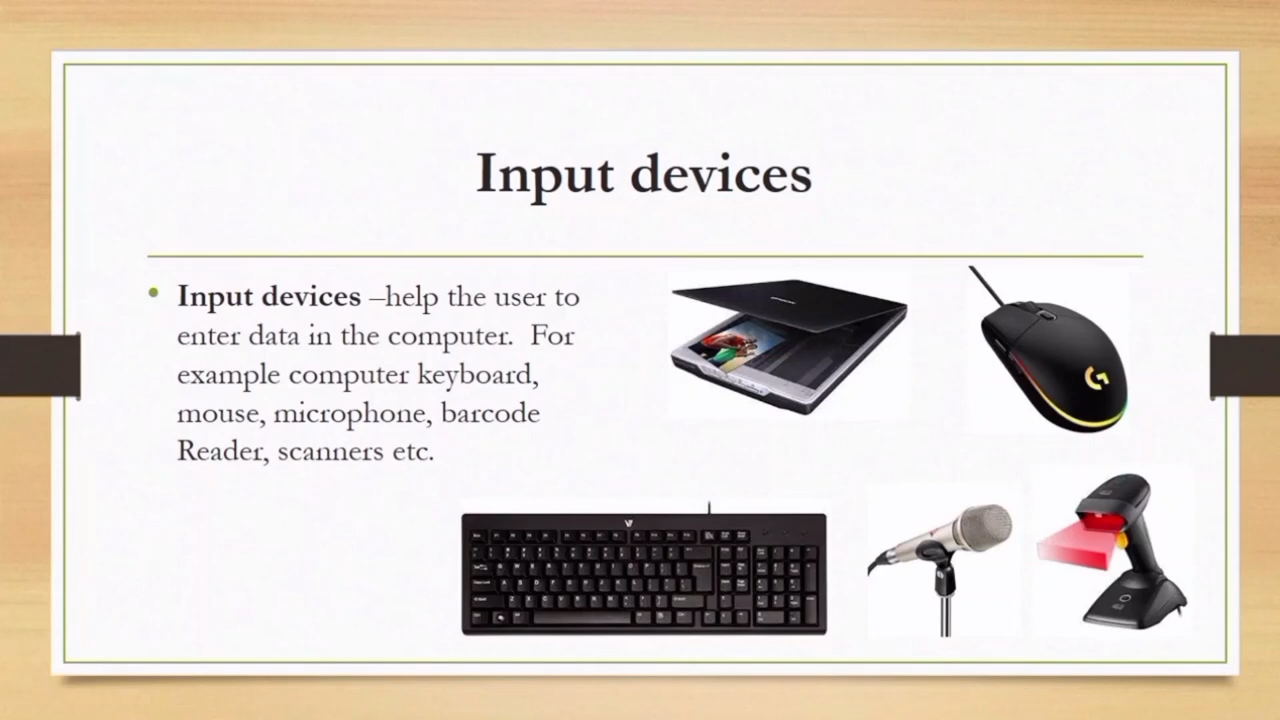 Input devices
Input devices –help the user to
enter data in the computer.  For
example computer keyboard,
mouse, microphone, barcode
Reader, scanners etc.